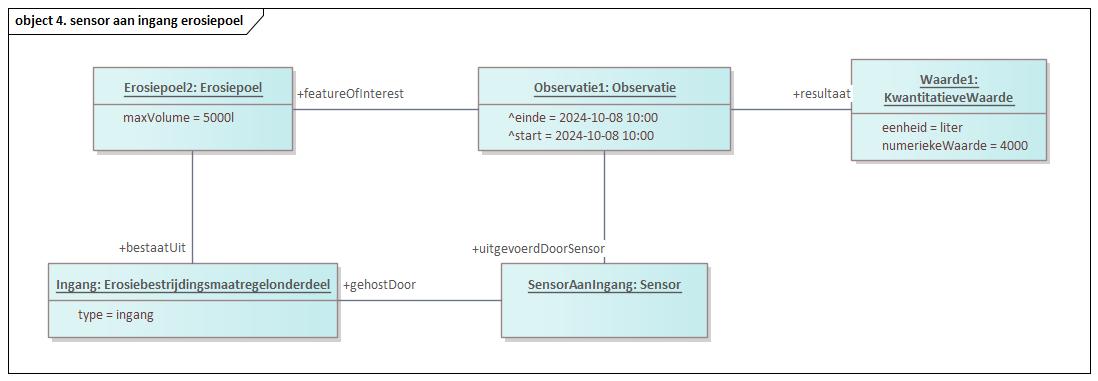 object 4. sensor aan ingang erosiepoel
Erosiepoel2: Erosiepoel
maxVolume = 5000l
+featureOfInterest
Observatie1: Observatie
^einde = 2024-10-08 10:00
^start = 2024-10-08 10:00
+resultaat
Waarde1:
KwantitatieveWaarde
eenheid = liter
numeriekeWaarde = 4000
+bestaatUit
+uitgevoerdDoorSensor
Ingang: Erosiebestrijdingsmaatregelonderdeel
type = ingang
+gehostDoor
SensorAanIngang: Sensor